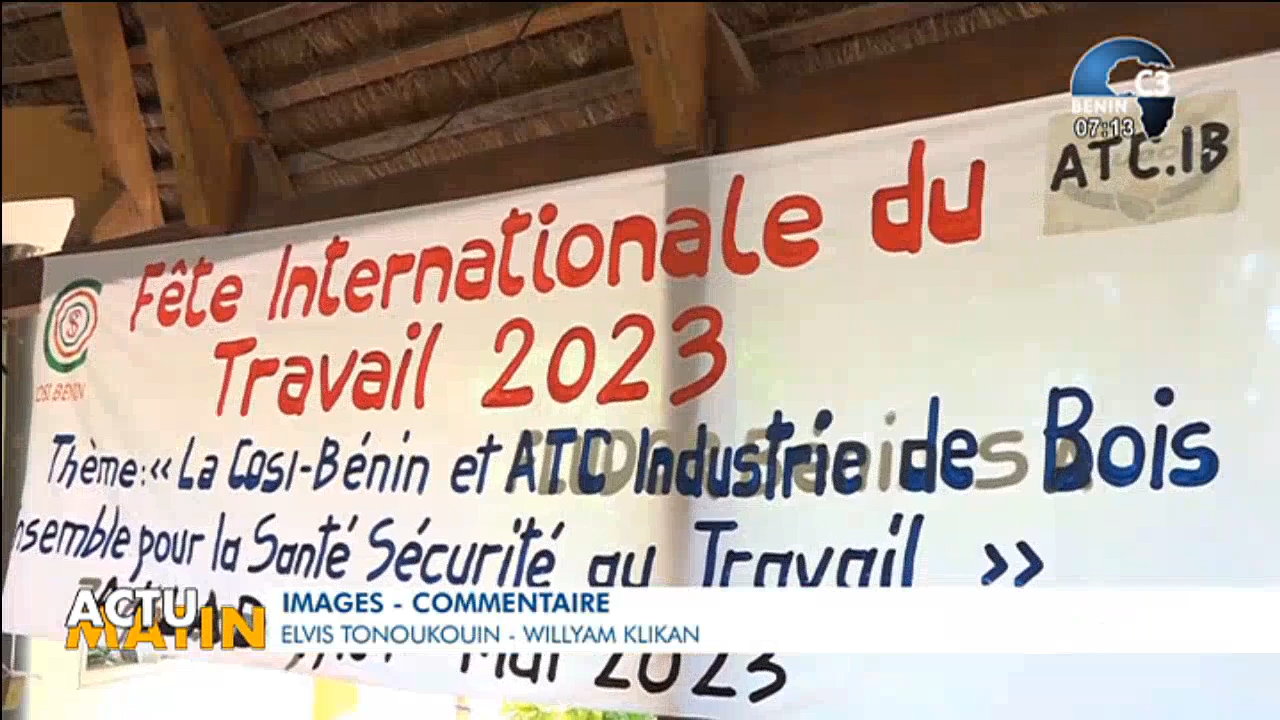 C3
BENIN
07:13
ATC.IB
Fête Internationale du
Travail 2023
COSI-BENIN
Thème: « La COSI-Bénin et ATC Industrie des Bois
nsemble pour la Santé Sécurité au Travail »
Mai 2023
ACTU
MATIN
IMAGES - COMMENTAIRE
ELVIS TONOUKOUIN - WILLYAM KLIKAN